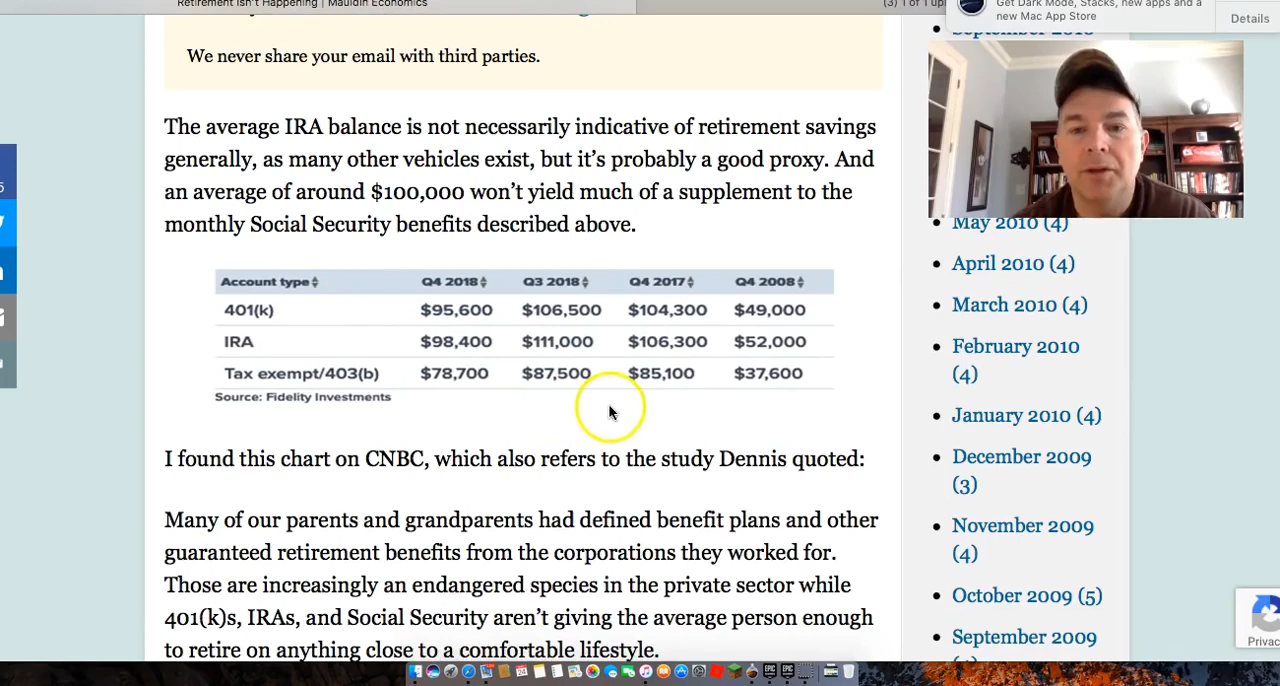 Retirement Isn't Happening | Mauldin Economics
Get Dark Mode, Stacks, new apps and a
new Mac App Store
Details
We never share your email with third parties.
The average IRA balance is not necessarily indicative of retirement savings
generally, as many other vehicles exist, but it's probably a good proxy. And
an average of around $100,000 won't yield much of a supplement to the
monthly Social Security benefits described above.
Account type Q4 2018 Q3 2018 Q4 2017 Q4 2008
401(k) $95,600 $106,500 $104,300 $49,000
IRA $98,400 $111,000 $106,300 $52,000
Tax exempt/403(b) $78,700 $87,500 $85,100 $37,600
Source: Fidelity Investments
I found this chart on CNBC, which also refers to the study Dennis quoted:
Many of our parents and grandparents had defined benefit plans and other
guaranteed retirement benefits from the corporations they worked for.
Those are increasingly an endangered species in the private sector while
401(k)s, IRAs, and Social Security aren't giving the average person enough
to retire on anything close to a comfortable lifestyle.
May 2010 (4)
April 2010 (4)
March 2010 (4)
February 2010
(4)
January 2010 (4)
December 2009
(3)
November 2009
(4)
October 2009 (5)
September 2009
Privac